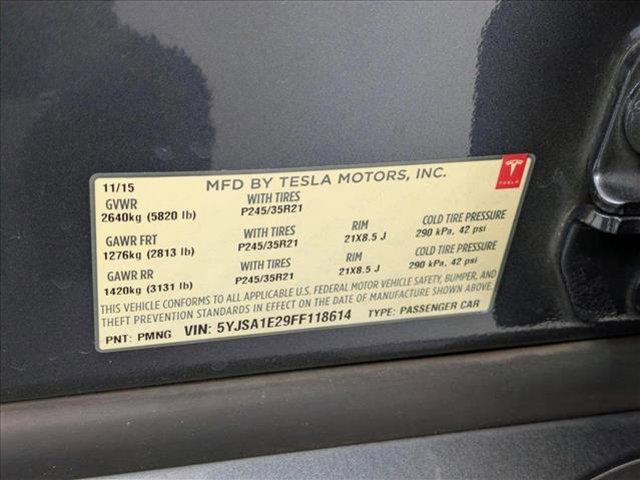 11/15 MFD BY TESLA MOTORS, INC. TESLA
GVWR WITH TIRES
2640kg (5820 lb) P245/35R21
GAWR FRT WITH TIRES RIM COLD TIRE PRESSURE
1276kg (2813 lb) P245/35R21 21X8.5 J 290 kPa, 42 psi
GAWR RR WITH TIRES RIM COLD TIRE PRESSURE
1420kg (3131 lb) P245/35R21 21X8.5 J 290 kPa, 42 psi
THIS VEHICLE CONFORMS TO ALL APPLICABLE U.S. FEDERAL MOTOR VEHICLE SAFETY, BUMPER, AND
THEFT PREVENTION STANDARDS IN EFFECT ON THE DATE OF MANUFACTURE SHOWN ABOVE.
PNT: PMNG VIN: 5YJSA1E29FF118614 TYPE: PASSENGER CAR